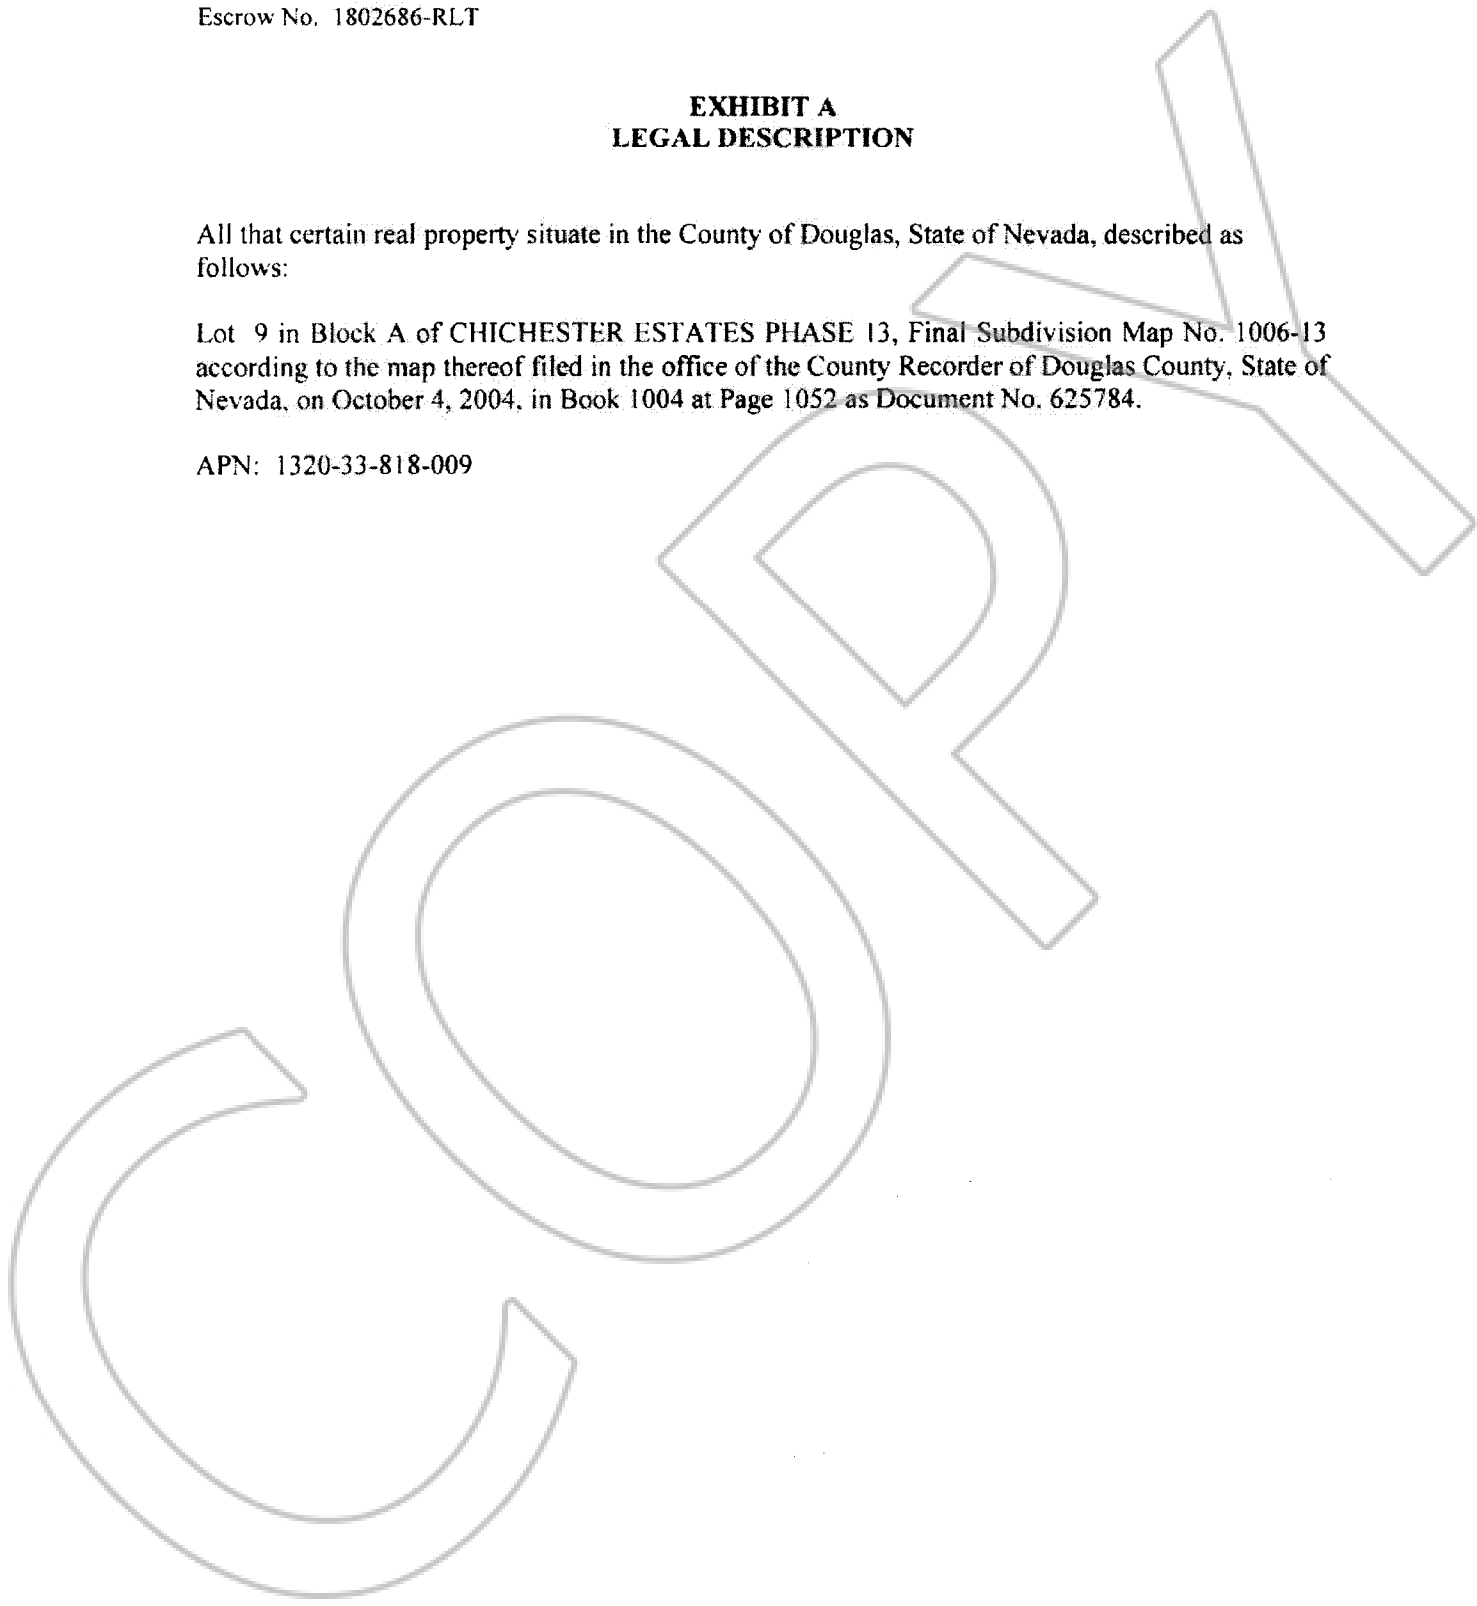 Escrow No. 1802686-RLT
EXHIBIT A
LEGAL DESCRIPTION
All that certain real property situate in the County of Douglas, State of Nevada, described as
follows:
Lot 9 in Block A of CHICHESTER ESTATES PHASE 13, Final Subdivision Map No. 1006-13
according to the map thereof filed in the office of the County Recorder of Douglas County, State of
Nevada, on October 4, 2004, in Book 1004 at Page 1052 as Document No. 625784.
APN: 1320-33-818-009
COPY